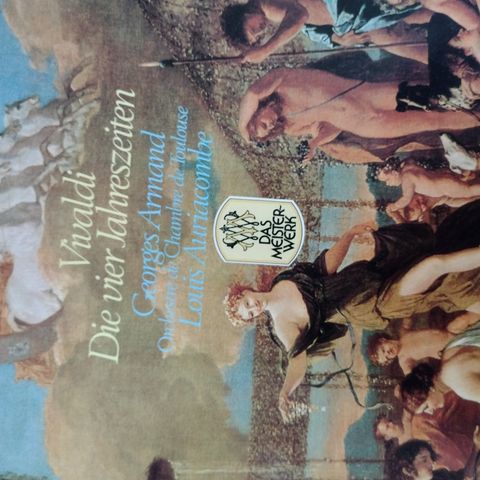 Vivaldi
Die vier Jahreszeiten
Georges Armand
Orchestre de Chambre de Toulouse
Louis Auriacombe
DAS
MEISTER-
WERK